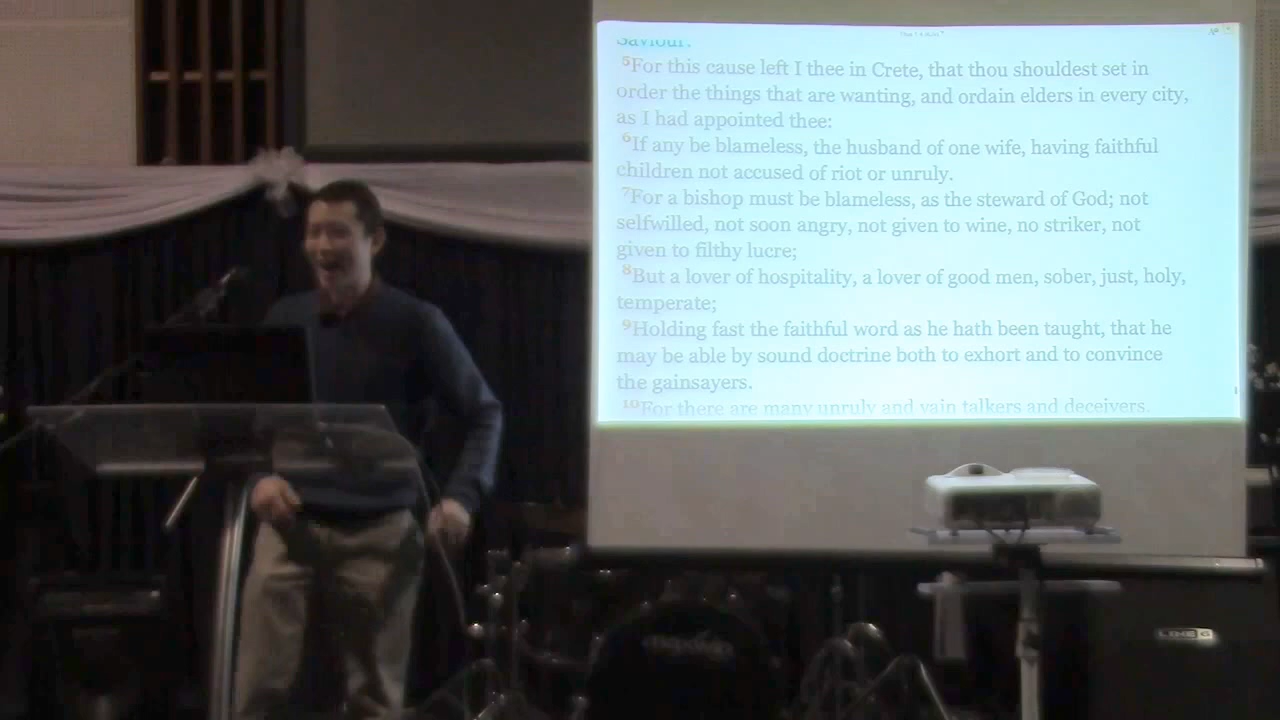 Saviour.
5For this cause left I thee in Crete, that thou shouldest set in
order the things that are wanting, and ordain elders in every city,
as I had appointed thee:
6If any be blameless, the husband of one wife, having faithful
children not accused of riot or unruly.
7For a bishop must be blameless, as the steward of God; not
selfwilled, not soon angry, not given to wine, no striker, not
given to filthy lucre;
8But a lover of hospitality, a lover of good men, sober, just, holy,
temperate;
9Holding fast the faithful word as he hath been taught, that he
may be able by sound doctrine both to exhort and to convince
the gainsayers.
10For there are many unruly and vain talkers and deceivers,
LINE 6